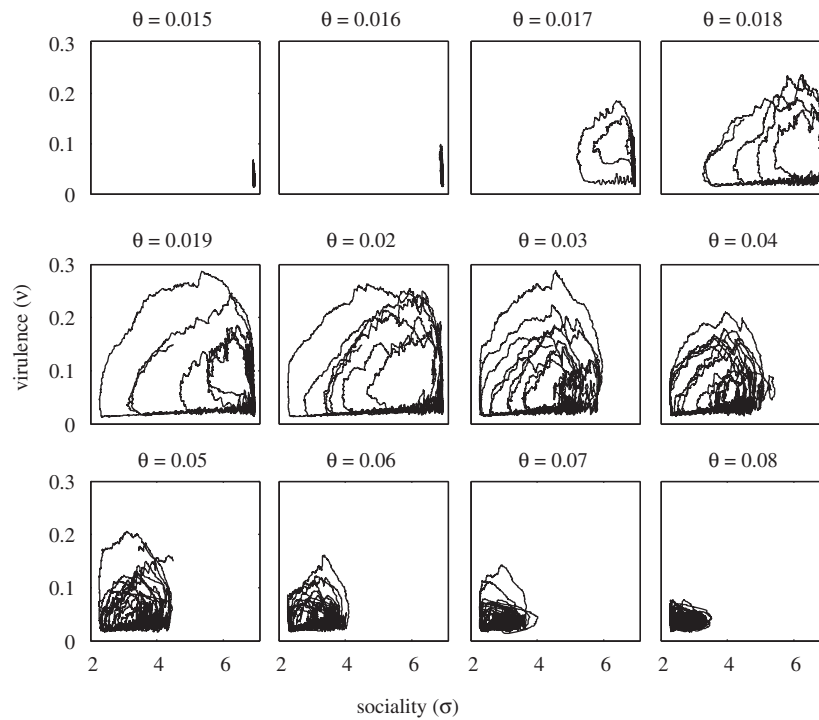 θ = 0.015 θ = 0.016 θ = 0.017 θ = 0.018
0.3
0.2
0.1
0
θ = 0.019 θ = 0.02 θ = 0.03 θ = 0.04
0.3
0.2
0.1
0
virulence (ν)
θ = 0.05 θ = 0.06 θ = 0.07 θ = 0.08
0.3
0.2
0.1
0
2 4 6 2 4 6 2 4 6 2 4 6
sociality (σ)